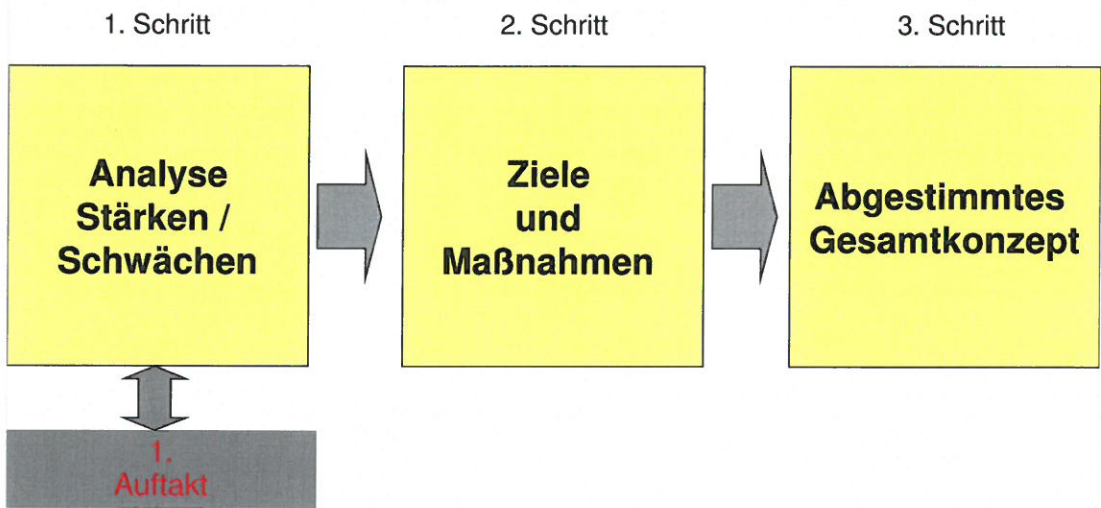 1. Schritt
2. Schritt
3. Schritt
Analyse
Stärken /
Schwächen
Ziele
und
Maßnahmen
Abgestimmtes
Gesamtkonzept
1.
Auftakt